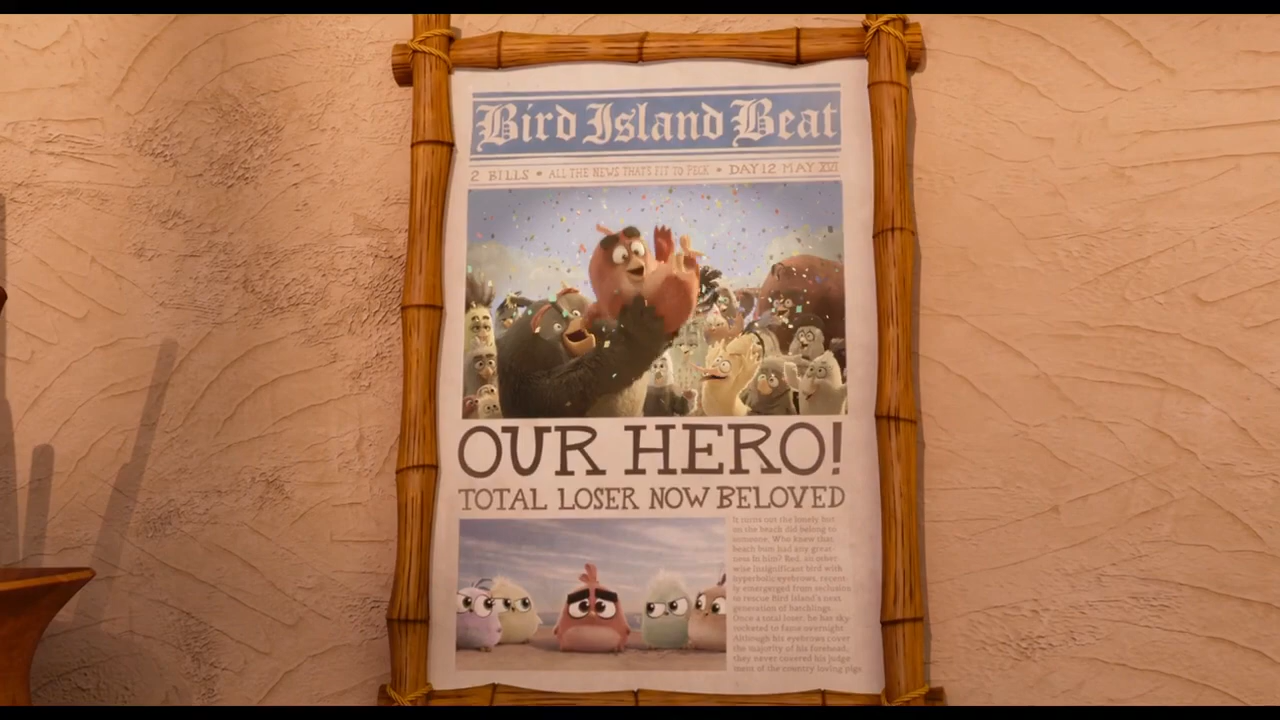 Bird Island Beat
2 BILLS • ALL THE NEWS THAT'S FIT TO PECK • DAY 12 MAY XVI
OUR HERO!
TOTAL LOSER NOW BELOVED
It turns out the lonely hut
on the beach did belong to
someone. Who knew that
beach bum had any great-
ness in him? Red, an other-
wise insignificant bird with
hyperbolic eyebrows, recent-
ly emergerd from seclusion
to rescue Bird Island's next
generation of hatchlings.
Once a total loser, he has sky-
rocketed to fame overnight.
Although his eyebrows cover
the majority of his forehead,
they never covered his judge
ment of the country loving pigs